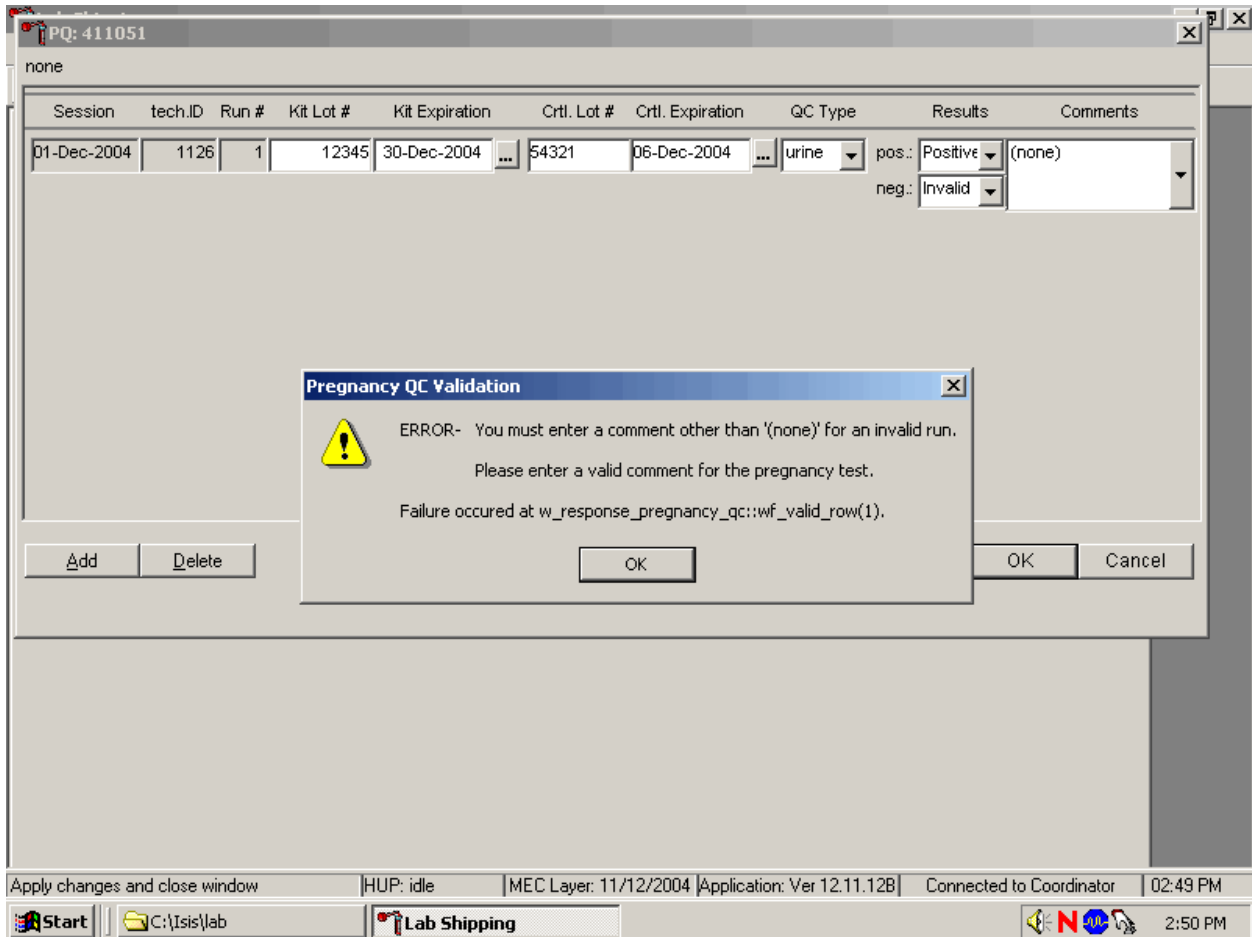 PQ: 411051
none
Session tech.ID Run # Kit Lot # Kit Expiration Crtl. Lot # Crtl. Expiration QC Type Results Comments
01-Dec-2004 1126 1 12345 30-Dec-2004 ... 54321 06-Dec-2004 ... urine pos.: Positive (none)
neg.: Invalid
Pregnancy QC Validation
ERROR- You must enter a comment other than '(none)' for an invalid run.
Please enter a valid comment for the pregnancy test.
Failure occured at w_response_pregnancy_qc::wf_valid_row(1).
OK
Add Delete OK Cancel
Apply changes and close window HUP: idle MEC Layer: 11/12/2004 Application: Ver 12.11.12B Connected to Coordinator 02:49 PM
Start C:\Isis\lab Lab Shipping N 2:50 PM